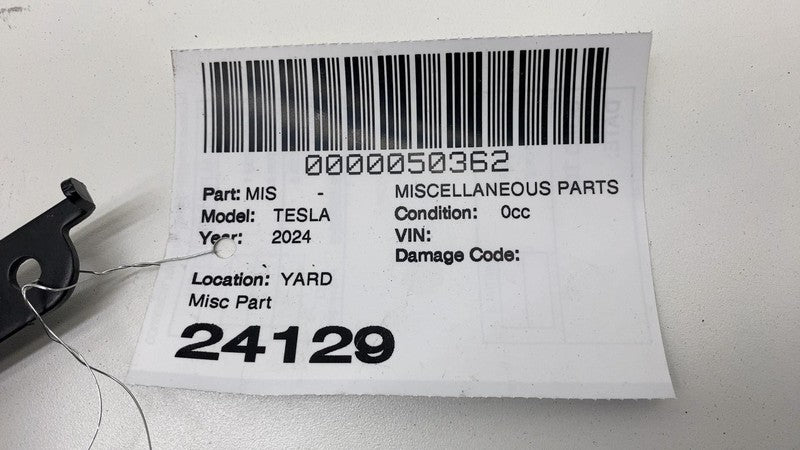 0000050362
Part: MIS - MISCELLANEOUS PARTS
Model: TESLA Condition: 0cc
Year: 2024 VIN:
Damage Code:
Location: YARD
Misc Part
24129